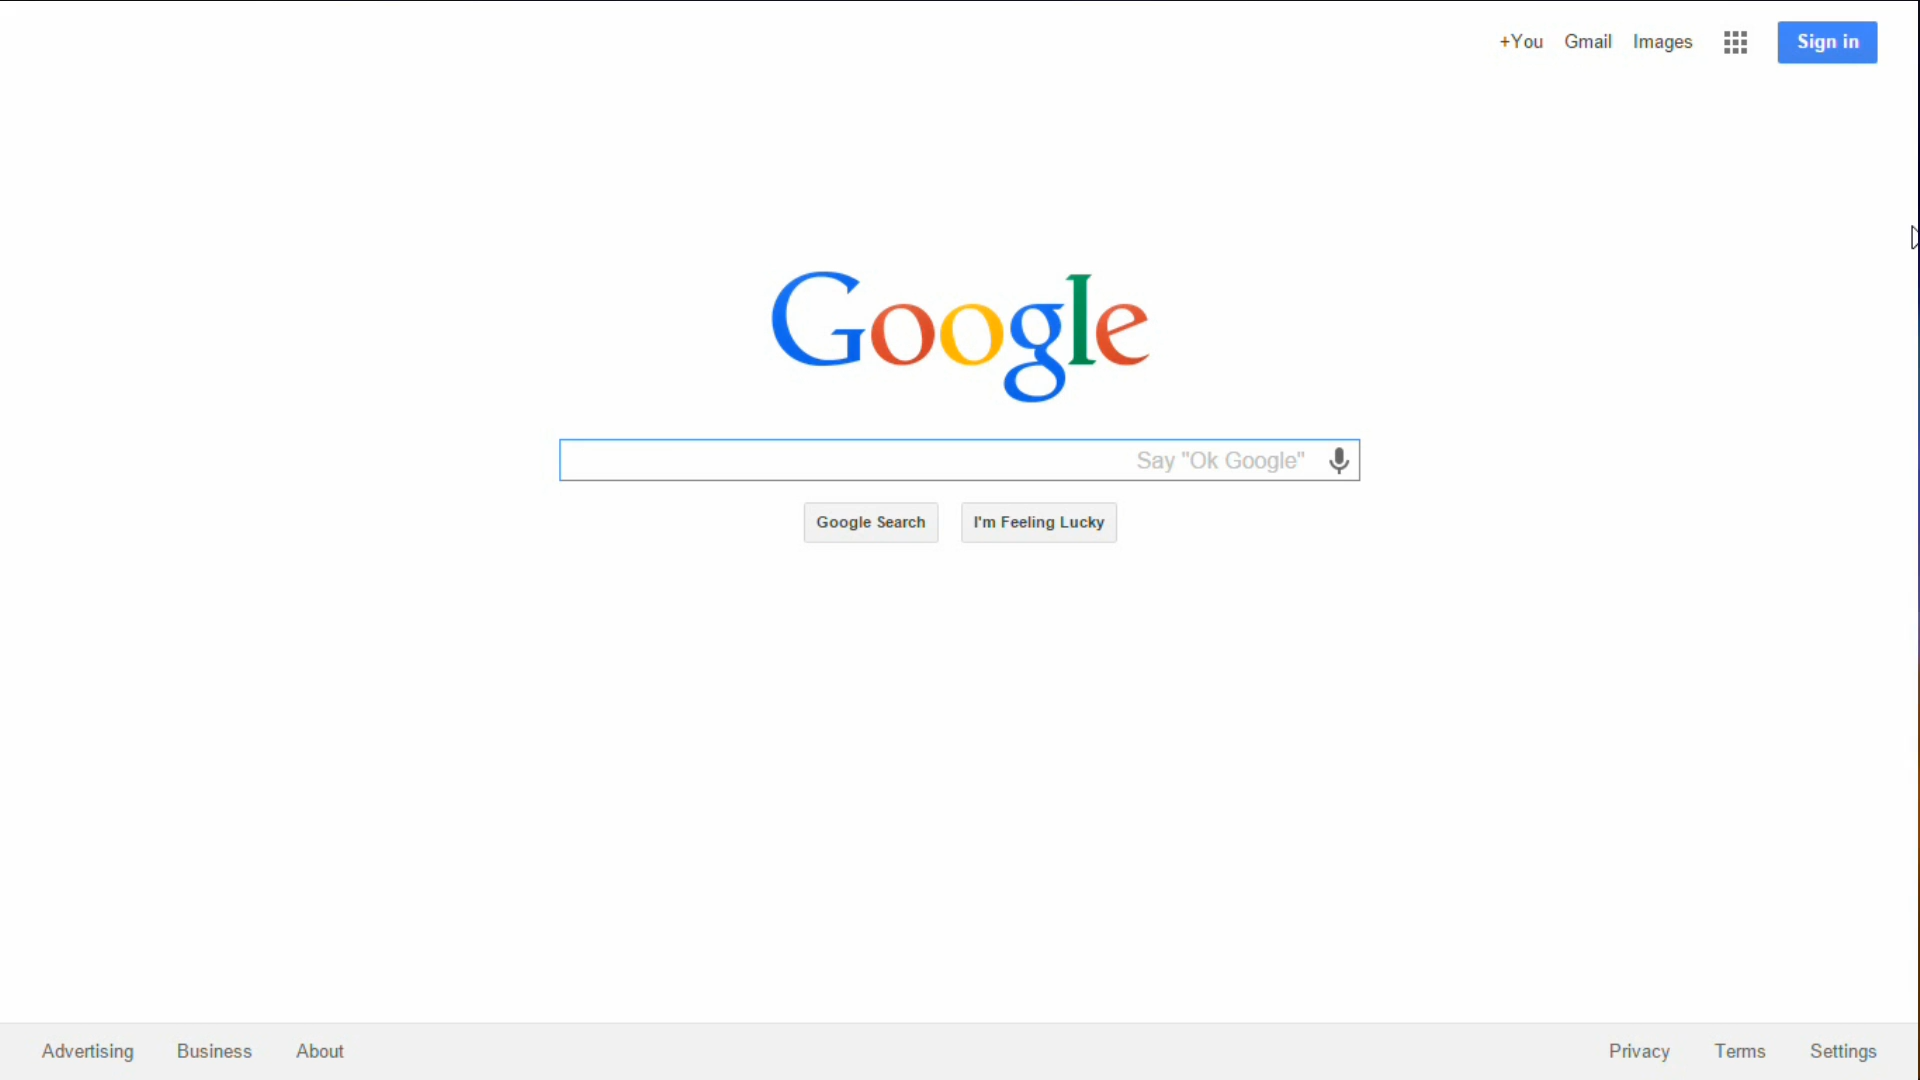 +You Gmail Images Sign in
Google
Say "Ok Google"
Google Search I'm Feeling Lucky
Advertising Business About Privacy Terms Settings